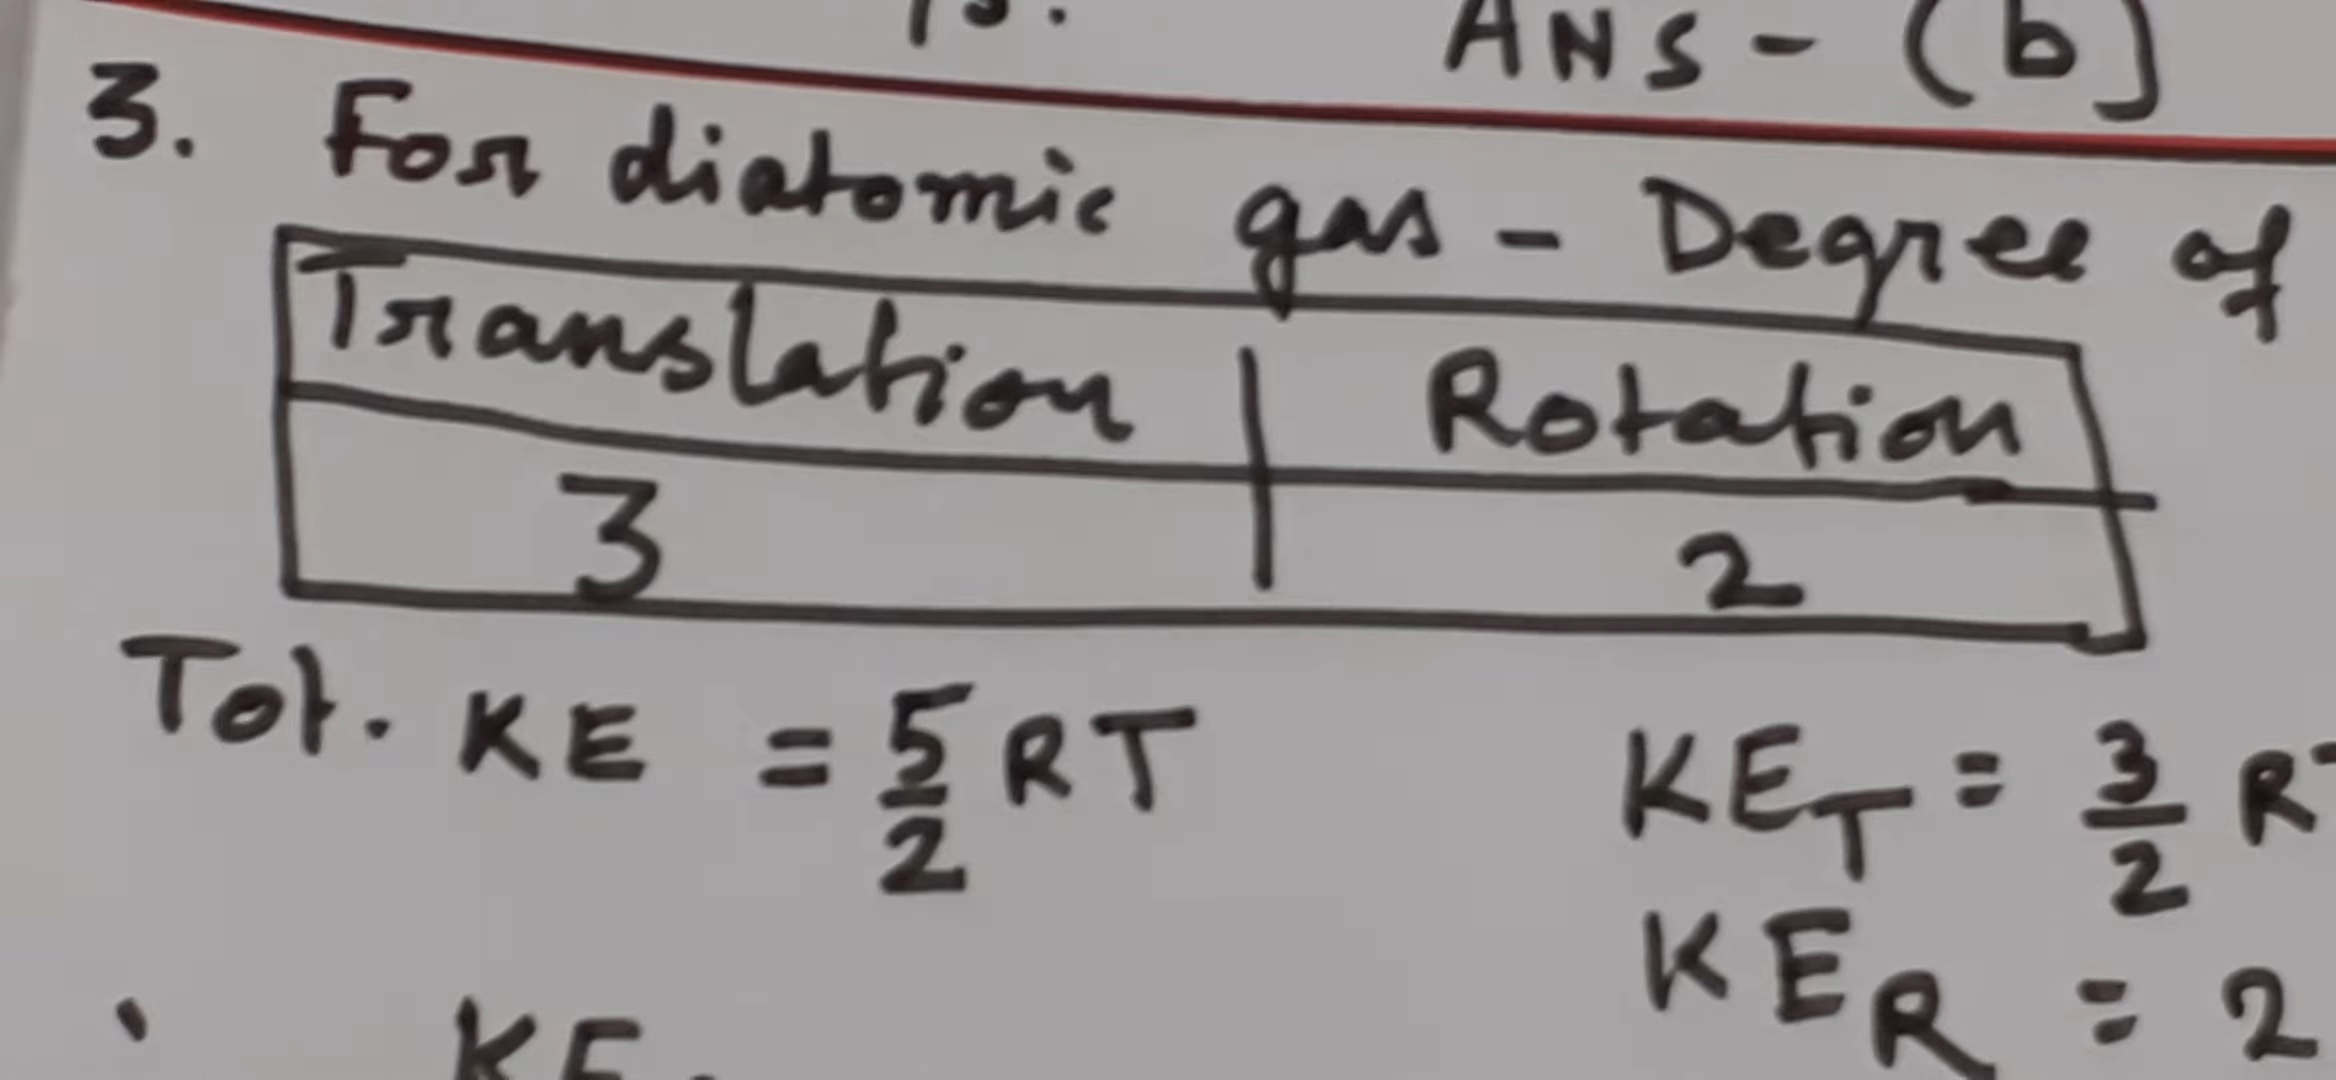 ANS - (b)
3. For diatomic gas - Degree of
Translation Rotation
3 2
Tot. KE = 5/2 RT KE_T = 3/2 R
KE_R = 2
KE